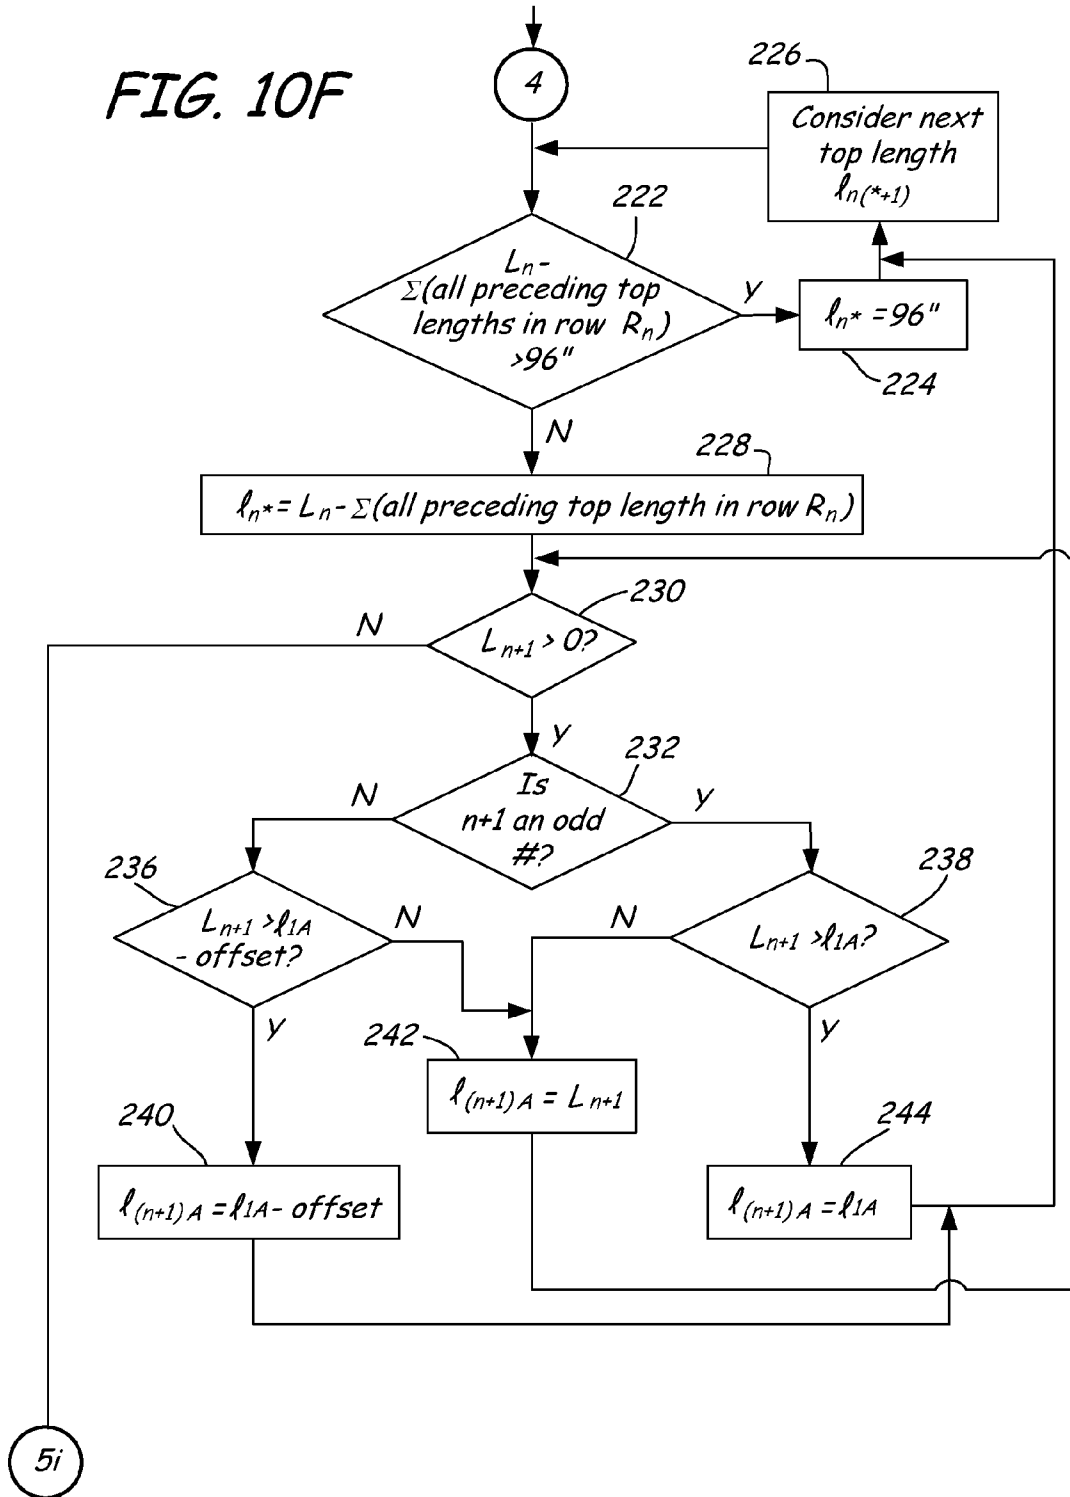 FIG. 10F
4
226
Consider next
top length
ℓn(*+1)
222
Ln-
Σ(all preceding top
lengths in row Rn)
>96"
Y
ℓn* = 96"
224
N
228
ℓn* = Ln - Σ(all preceding top length in row Rn)
230
N
Ln+1 > 0?
Y
232
N
Is
n+1 an odd
#?
Y
236
Ln+1 > ℓ1A
- offset?
N
238
N
Ln+1 > ℓ1A?
Y
Y
242
ℓ(n+1)A = Ln+1
240
ℓ(n+1)A = ℓ1A - offset
244
ℓ(n+1)A = ℓ1A
5i